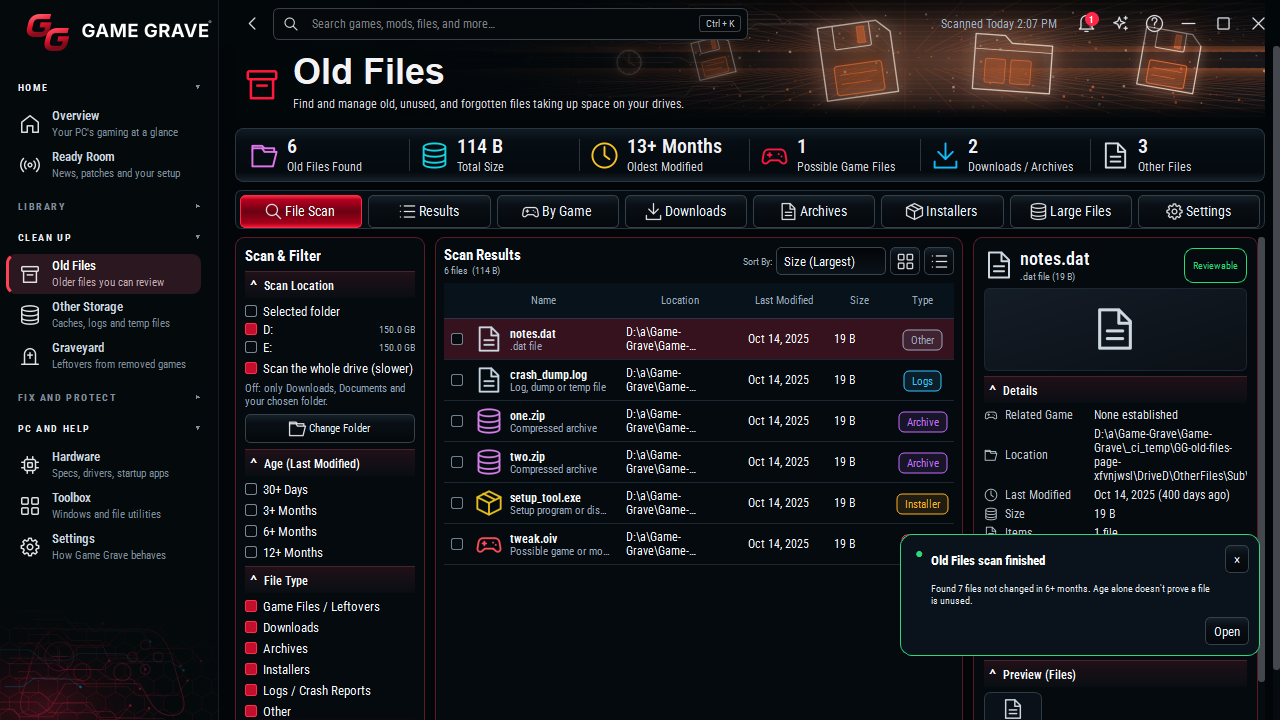 GAME GRAVE
Search games, mods, files, and more...
Ctrl + K
Scanned Today 2:07 PM
1
Old Files
Find and manage old, unused, and forgotten files taking up space on your drives.
HOME
Overview
Your PC's gaming at a glance
Ready Room
News, patches and your setup
LIBRARY
CLEAN UP
Old Files
Older files you can review
Other Storage
Caches, logs and temp files
Graveyard
Leftovers from removed games
FIX AND PROTECT
PC AND HELP
Hardware
Specs, drivers, startup apps
Toolbox
Windows and file utilities
Settings
How Game Grave behaves
6
Old Files Found
114 B
Total Size
13+ Months
Oldest Modified
1
Possible Game Files
2
Downloads / Archives
3
Other Files
File Scan
Results
By Game
Downloads
Archives
Installers
Large Files
Settings
Scan & Filter
^ Scan Location
Selected folder
D: 150.0 GB
E: 150.0 GB
Scan the whole drive (slower)
Off: only Downloads, Documents and
your chosen folder.
Change Folder
^ Age (Last Modified)
30+ Days
3+ Months
6+ Months
12+ Months
^ File Type
Game Files / Leftovers
Downloads
Archives
Installers
Logs / Crash Reports
Other
Scan Results
6 files (114 B)
Sort By: Size (Largest)
Name Location Last Modified Size Type
notes.dat
.dat file
D:\a\Game-
Grave\Game-...
Oct 14, 2025 19 B Other
crash_dump.log
Log, dump or temp file
D:\a\Game-
Grave\Game-...
Oct 14, 2025 19 B Logs
one.zip
Compressed archive
D:\a\Game-
Grave\Game-...
Oct 14, 2025 19 B Archive
two.zip
Compressed archive
D:\a\Game-
Grave\Game-...
Oct 14, 2025 19 B Archive
setup_tool.exe
Setup program or dis...
D:\a\Game-
Grave\Game-...
Oct 14, 2025 19 B Installer
tweak.oiv
Possible game or mo...
D:\a\Game-
Grave\Game-...
Oct 14, 2025 19 B
notes.dat
.dat file (19 B)
Reviewable
^ Details
Related Game None established
Location
D:\a\Game-Grave\Game-
Grave\_ci_temp\GG-old-files-
page-
xfvnjwsl\DriveD\OtherFiles\Sub\
Last Modified Oct 14, 2025 (400 days ago)
Size 19 B
Items 1 file
Old Files scan finished
x
Found 7 files not changed in 6+ months. Age alone doesn't prove a file
is unused.
Open
^ Preview (Files)